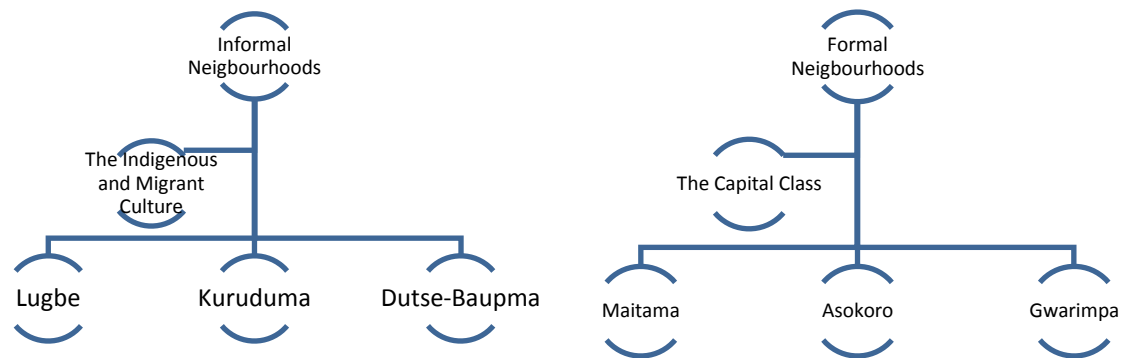 Informal
Neigbourhoods
The Indigenous
and Migrant
Culture
Lugbe
Kuruduma
Dutse-Baupma
Formal
Neigbourhoods
The Capital Class
Maitama
Asokoro
Gwarimpa